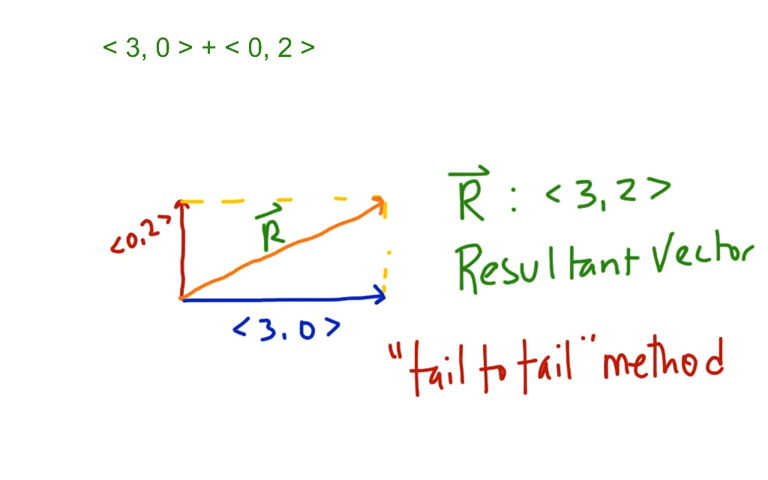 < 3, 0 > + < 0, 2 >
<0,2>
R
<3,0>
R : <3,2>
Resultant Vector
"tail to tail" method